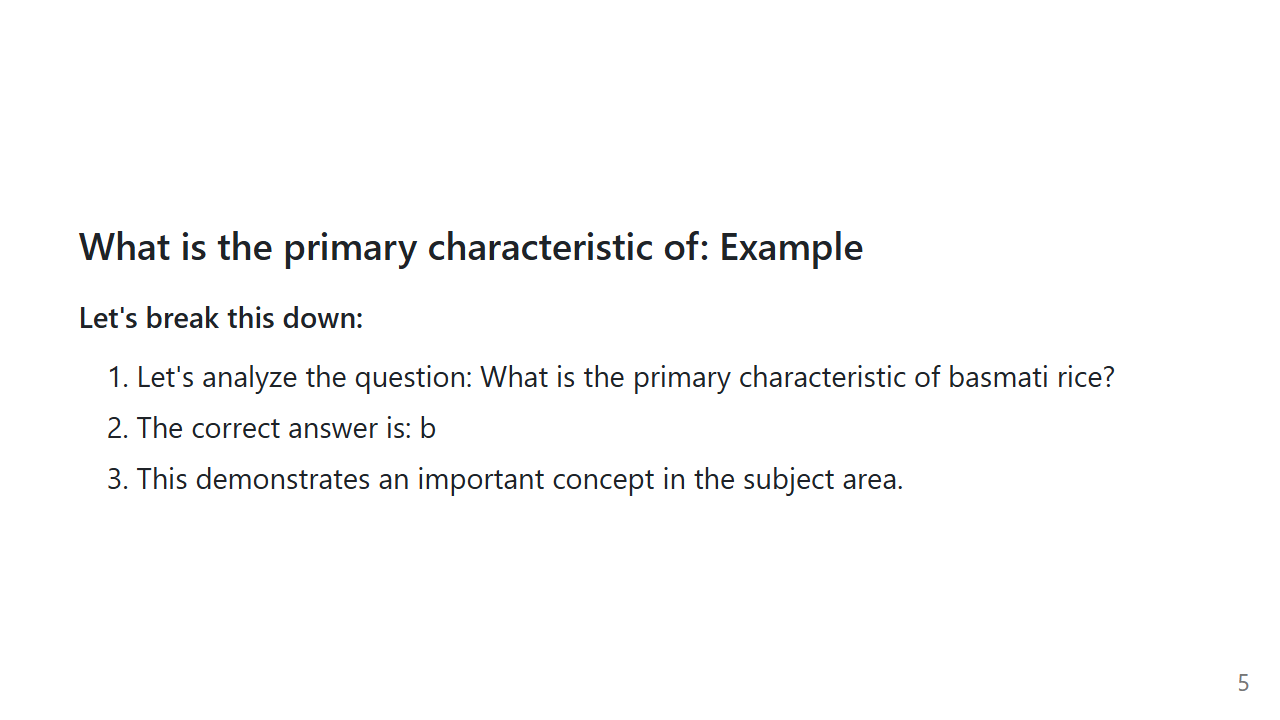 What is the primary characteristic of: Example
Let's break this down:
1. Let's analyze the question: What is the primary characteristic of basmati rice?
2. The correct answer is: b
3. This demonstrates an important concept in the subject area.
5